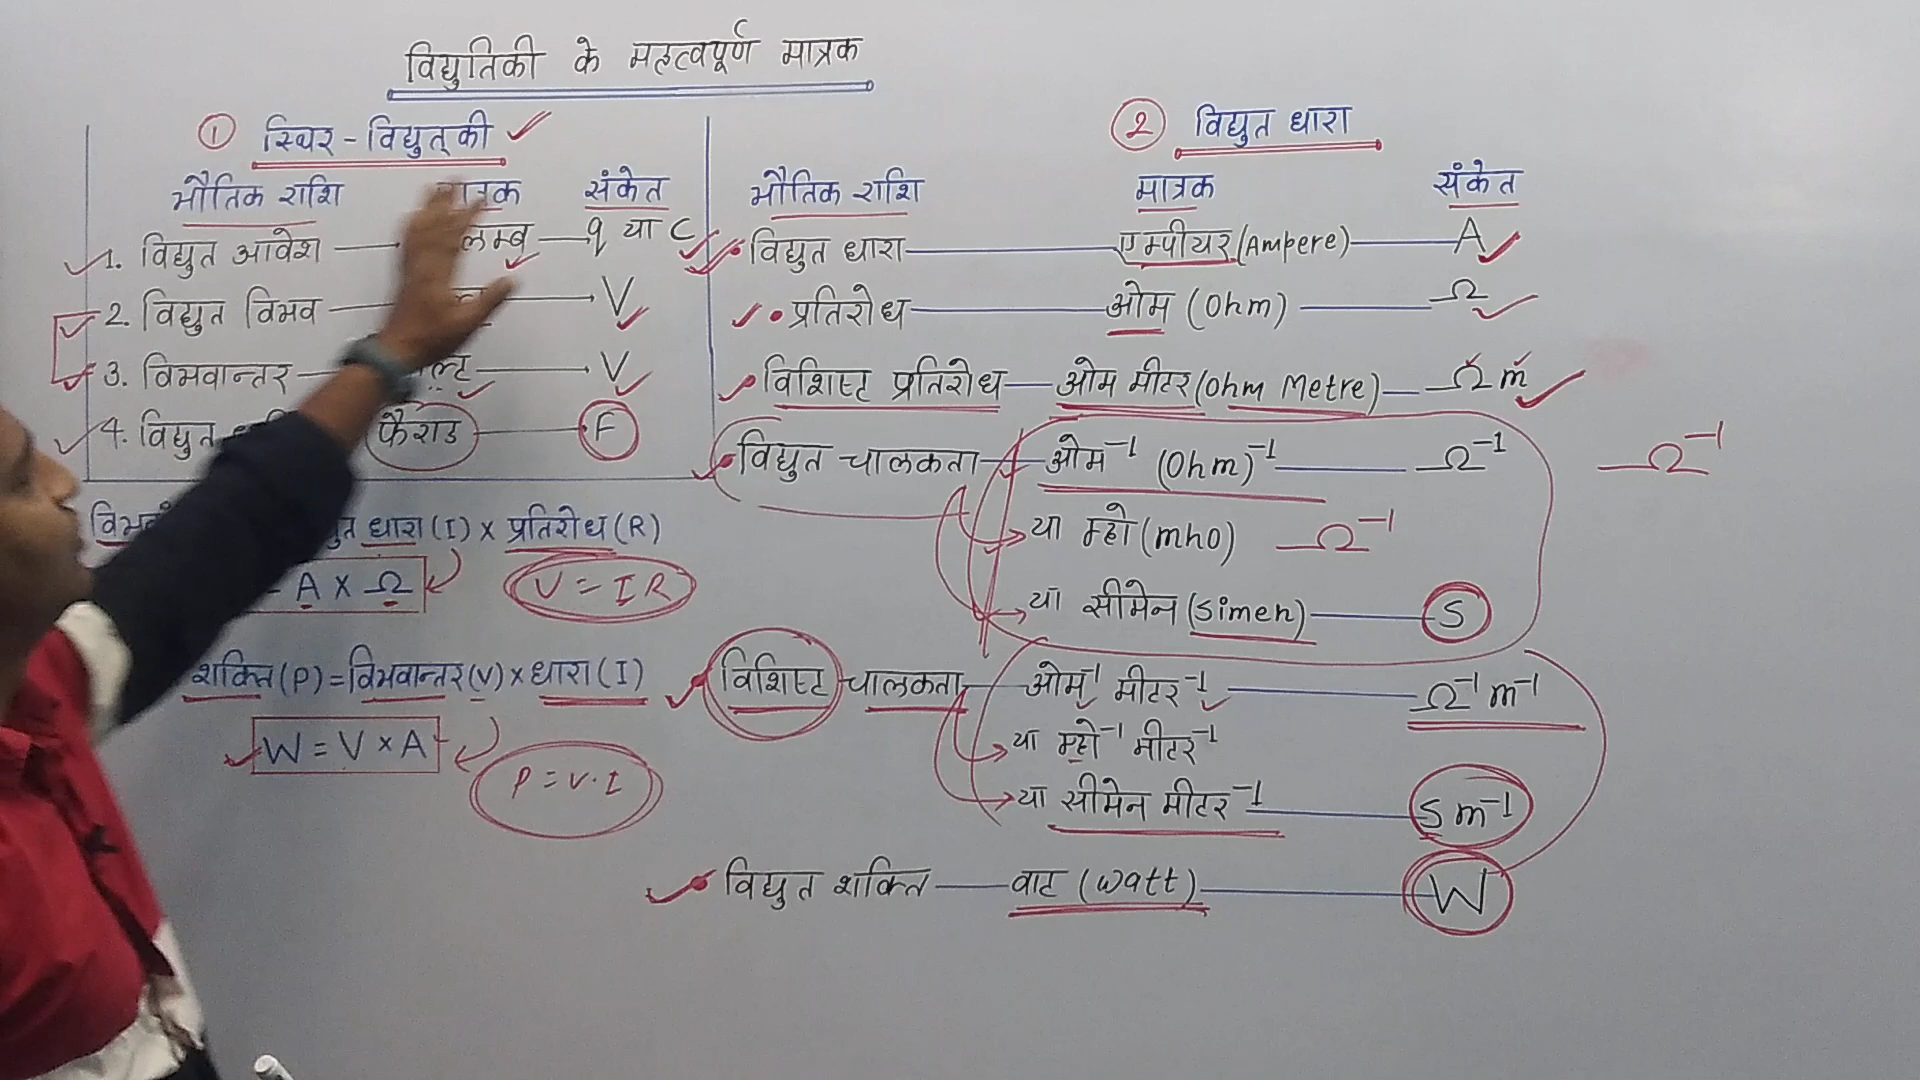 विद्युतिकी के महत्वपूर्ण मात्रक
① स्थिर-विद्युत्की
भौतिक राशि संकेत
1. विद्युत आवेश q या C
2. विद्युत विभव V
3. विभवान्तर V
4. विद्युत फैराड F
धारा (I) × प्रतिरोध (R)
A × Ω V = IR
शक्ति (P) = विभवान्तर (V) × धारा (I)
W = V × A
P = V.I
② विद्युत धारा
भौतिक राशि मात्रक संकेत
• विद्युत धारा एम्पीयर (Ampere) A
• प्रतिरोध ओम (Ohm) Ω
• विशिष्ट प्रतिरोध ओम मीटर (Ohm Metre) Ω m
• विद्युत चालकता ओम⁻¹ (Ohm)⁻¹ Ω⁻¹ Ω⁻¹
या म्हो (mho) Ω⁻¹
या सीमेन (Simen) S
• विशिष्ट चालकता ओम⁻¹ मीटर⁻¹ Ω⁻¹ m⁻¹
या म्हो⁻¹ मीटर⁻¹
या सीमेन मीटर⁻¹ S m⁻¹
• विद्युत शक्ति वाट (Watt) W